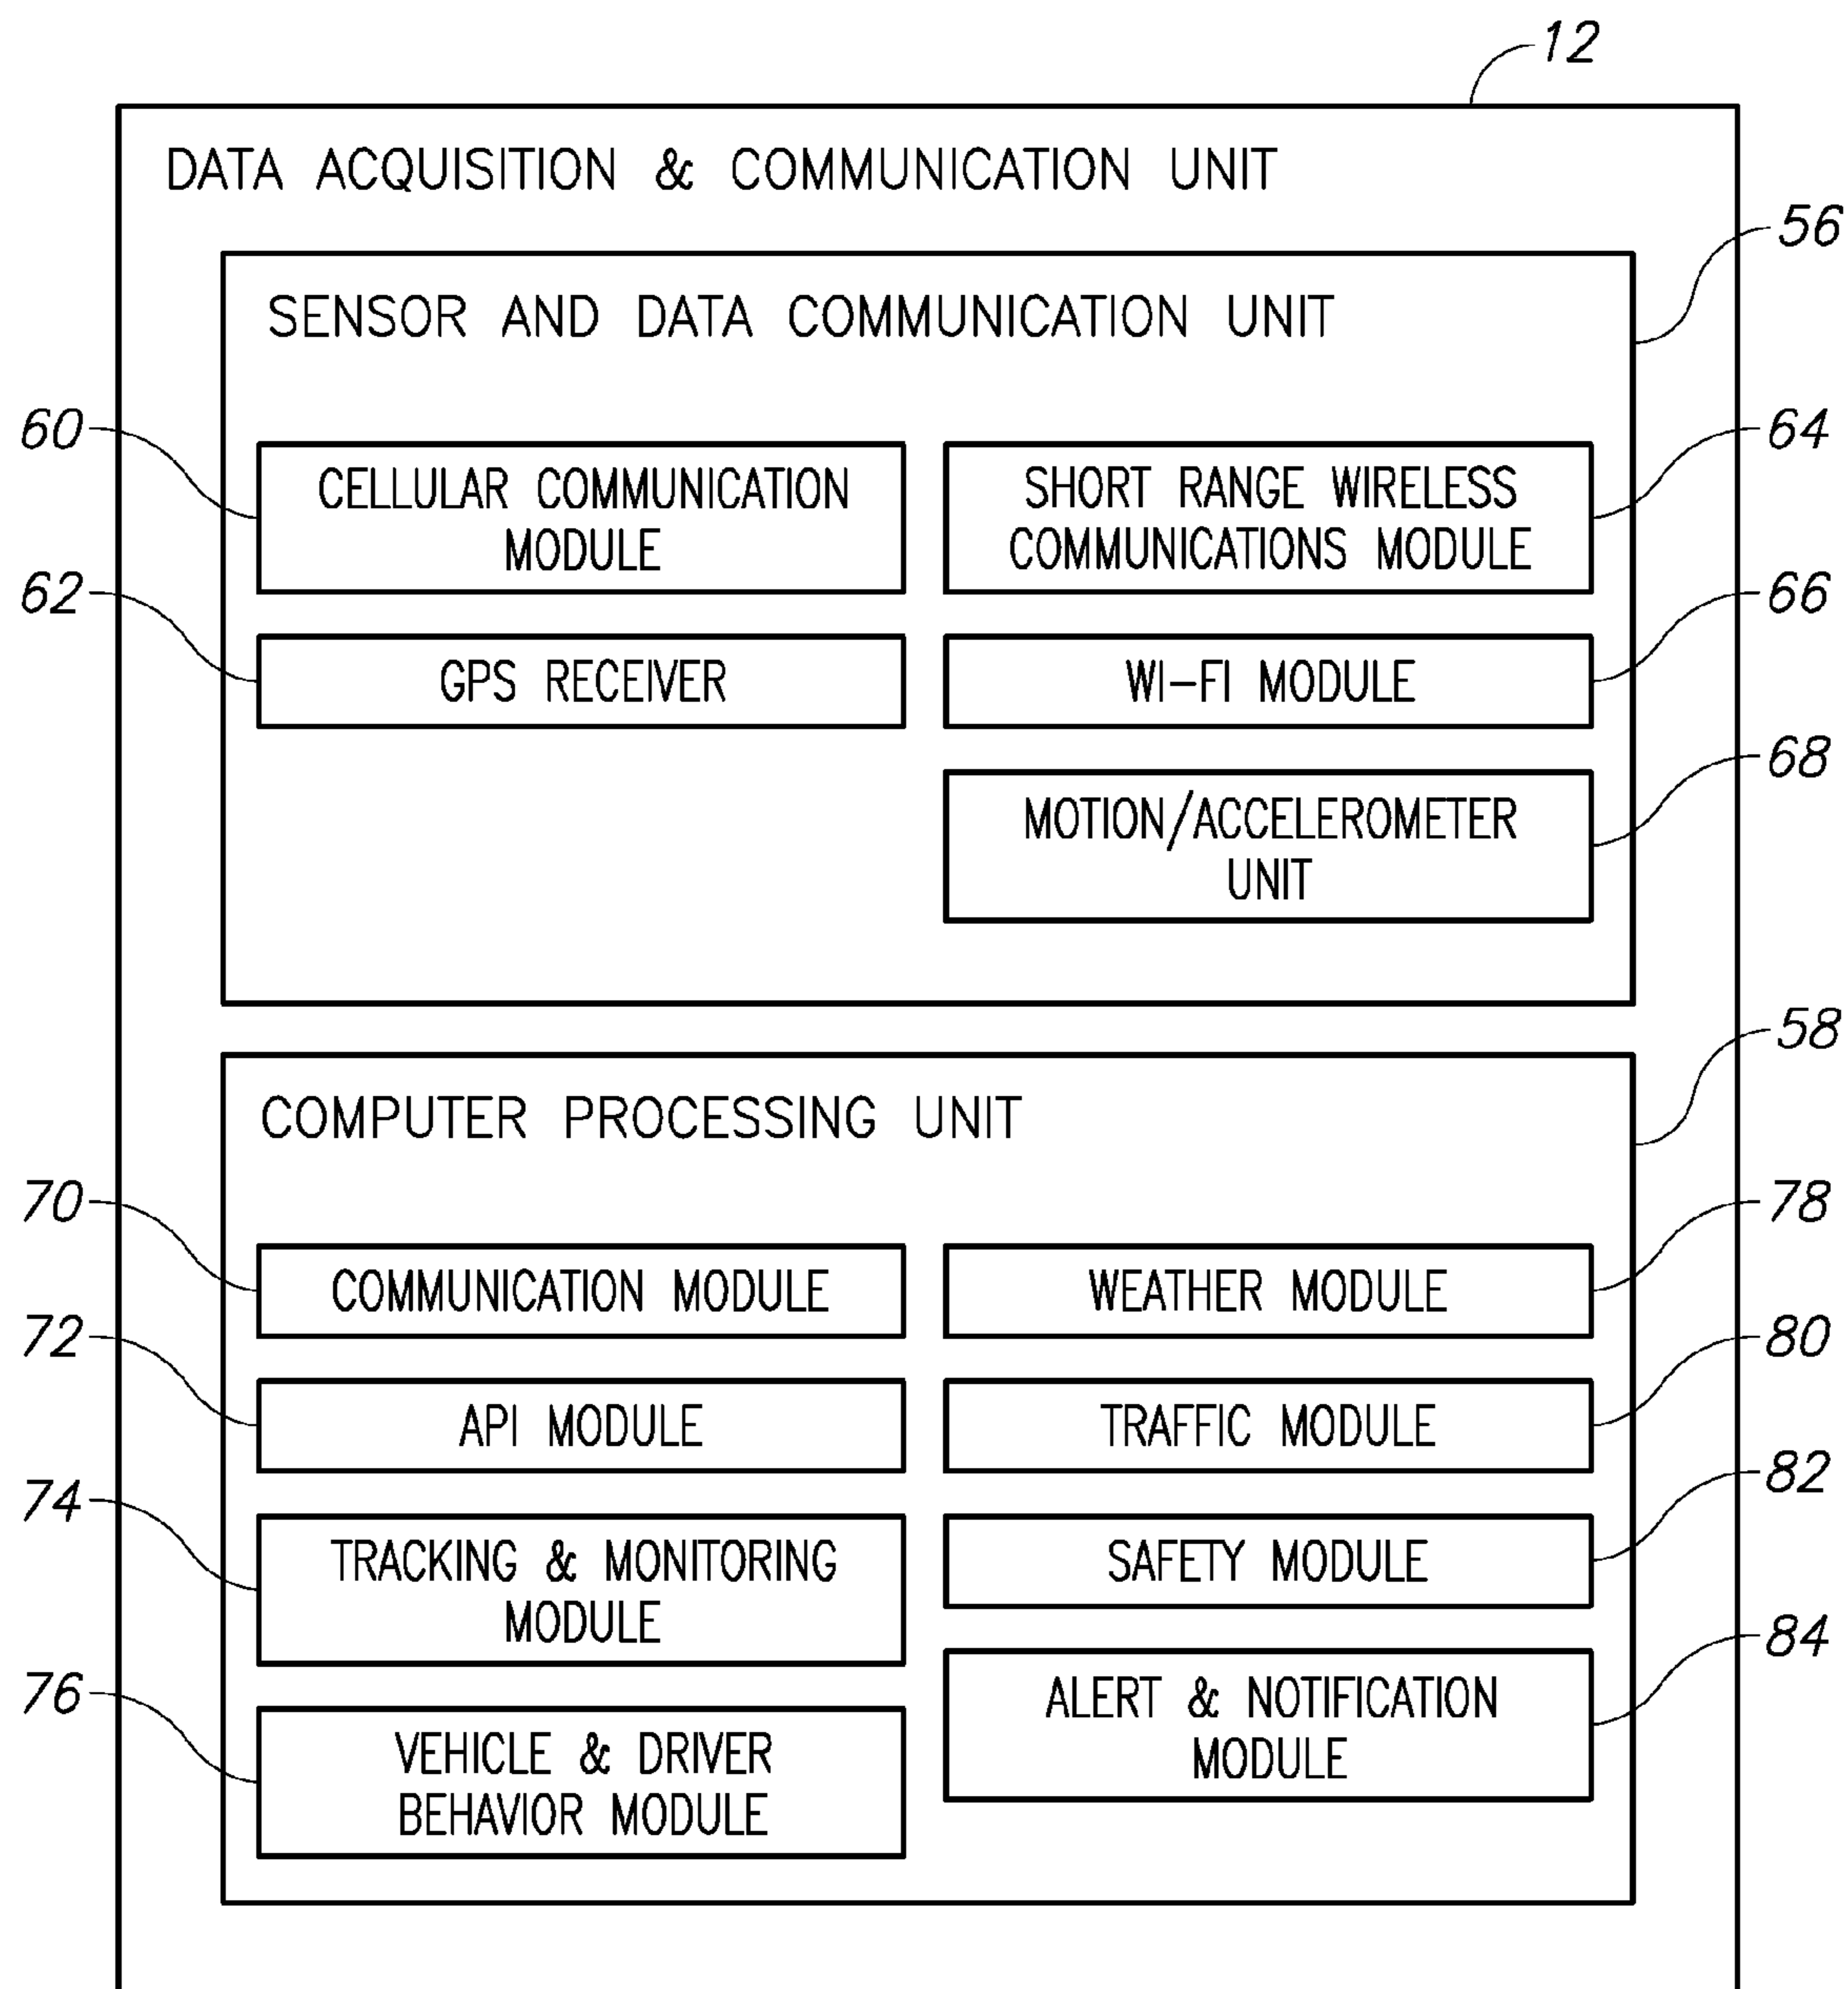 12
DATA ACQUISITION & COMMUNICATION UNIT
56
SENSOR AND DATA COMMUNICATION UNIT
60
CELLULAR COMMUNICATION
MODULE
64
SHORT RANGE WIRELESS
COMMUNICATIONS MODULE
62
GPS RECEIVER
66
WI-FI MODULE
68
MOTION/ACCELEROMETER
UNIT
58
COMPUTER PROCESSING UNIT
70
COMMUNICATION MODULE
78
WEATHER MODULE
72
API MODULE
80
TRAFFIC MODULE
74
TRACKING & MONITORING
MODULE
82
SAFETY MODULE
76
VEHICLE & DRIVER
BEHAVIOR MODULE
84
ALERT & NOTIFICATION
MODULE